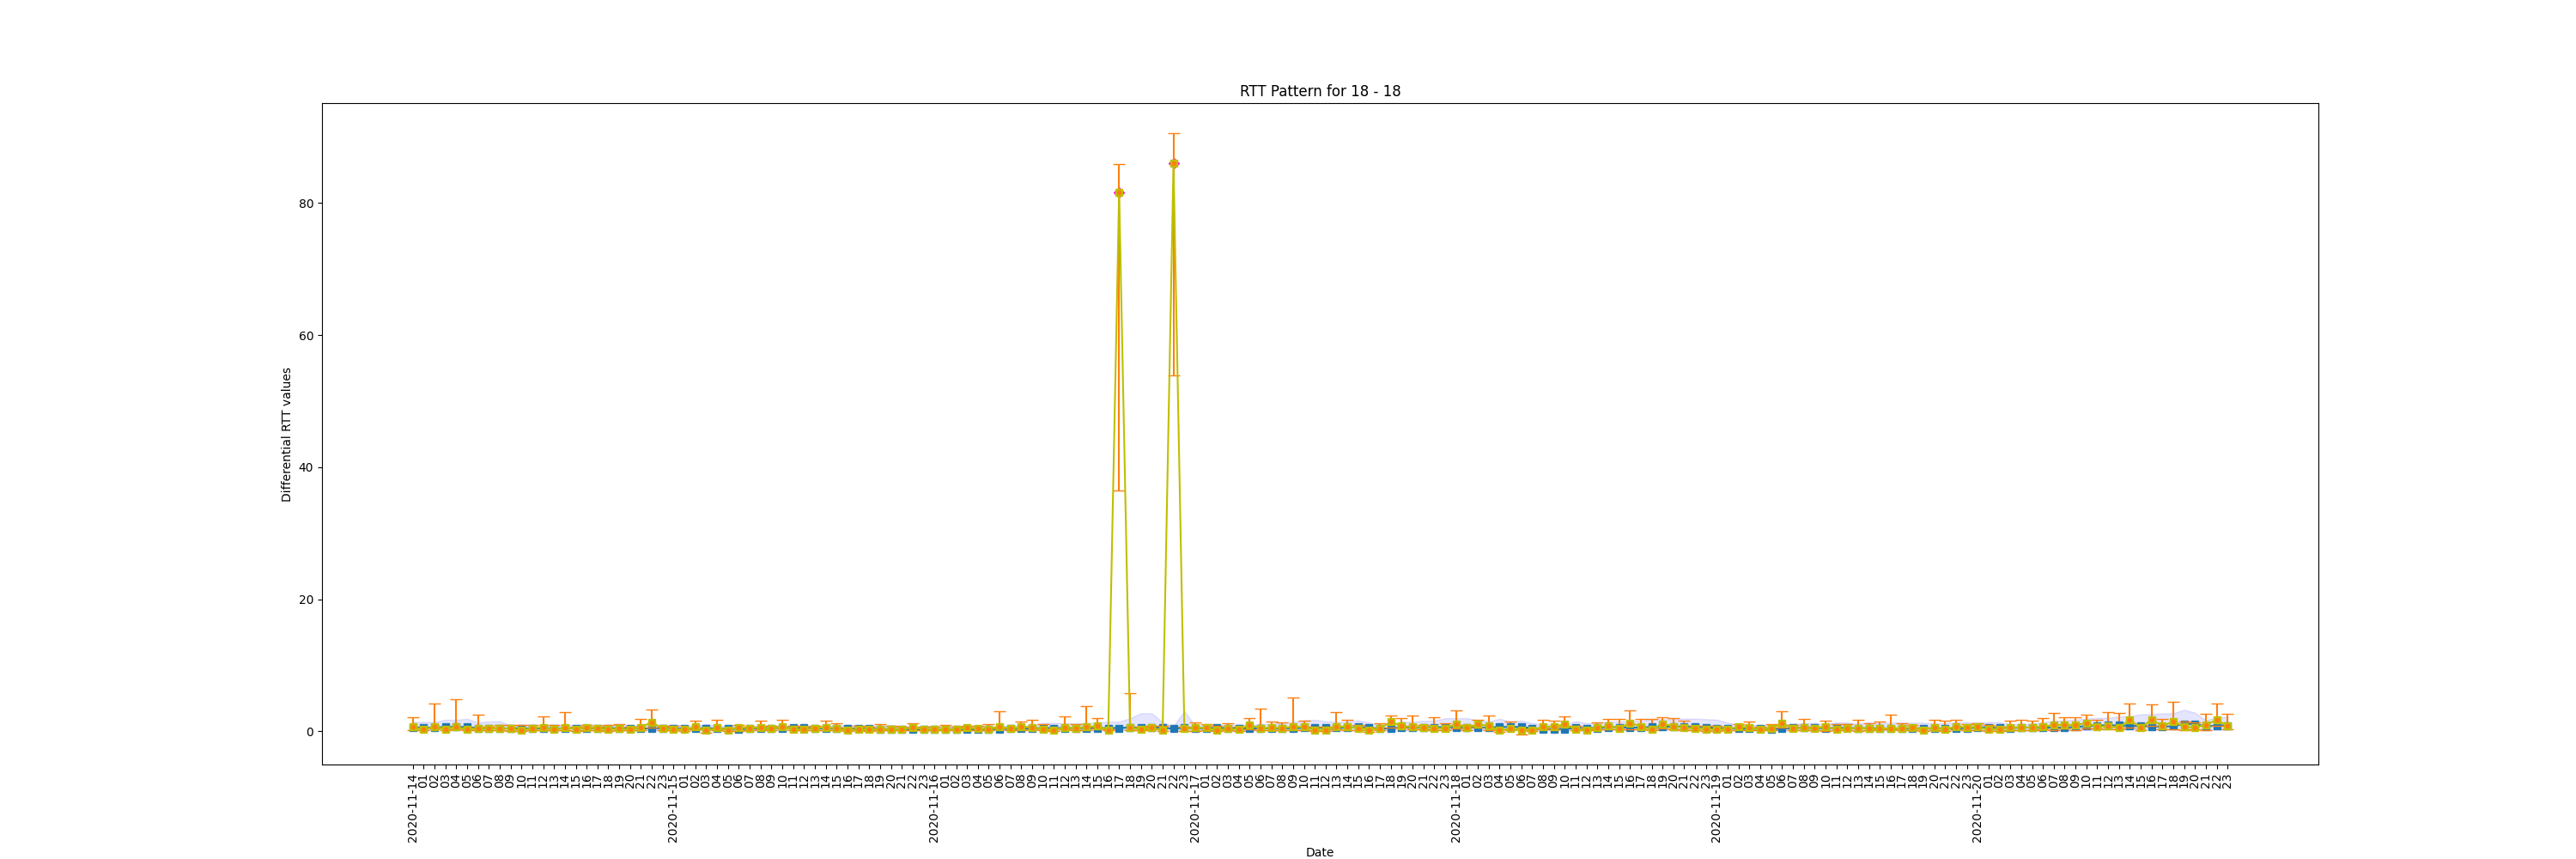 RTT Pattern for 18 - 18
Differential RTT values
80
60
40
20
0
2020-11-14 01 02 03 04 05 06 07 08 09 10 11 12 13 14 15 16 17 18 19 20 21 22 23 2020-11-15 01 02 03 04 05 06 07 08 09 10 11 12 13 14 15 16 17 18 19 20 21 22 23 2020-11-16 01 02 03 04 05 06 07 08 09 10 11 12 13 14 15 16 17 18 19 20 21 22 23 2020-11-17 01 02 03 04 05 06 07 08 09 10 11 12 13 14 15 16 17 18 19 20 21 22 23 2020-11-18 01 02 03 04 05 06 07 08 09 10 11 12 13 14 15 16 17 18 19 20 21 22 23 2020-11-19 01 02 03 04 05 06 07 08 09 10 11 12 13 14 15 16 17 18 19 20 21 22 23 2020-11-20 01 02 03 04 05 06 07 08 09 10 11 12 13 14 15 16 17 18 19 20 21 22 23
Date